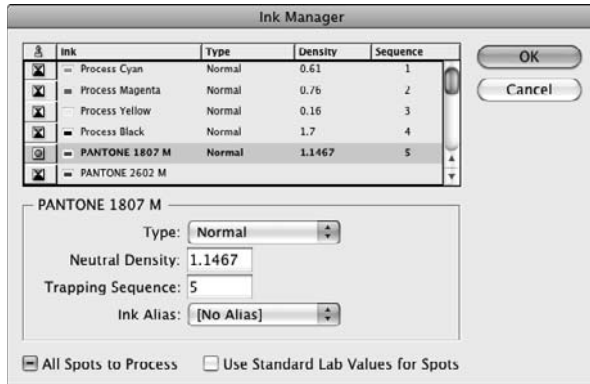 Ink Manager
Ink Type Density Sequence
Process Cyan Normal 0.61 1
Process Magenta Normal 0.76 2
Process Yellow Normal 0.16 3
Process Black Normal 1.7 4
PANTONE 1807 M Normal 1.1467 5
PANTONE 2602 M
OK
Cancel
PANTONE 1807 M
Type: Normal
Neutral Density: 1.1467
Trapping Sequence: 5
Ink Alias: [No Alias]
All Spots to Process Use Standard Lab Values for Spots